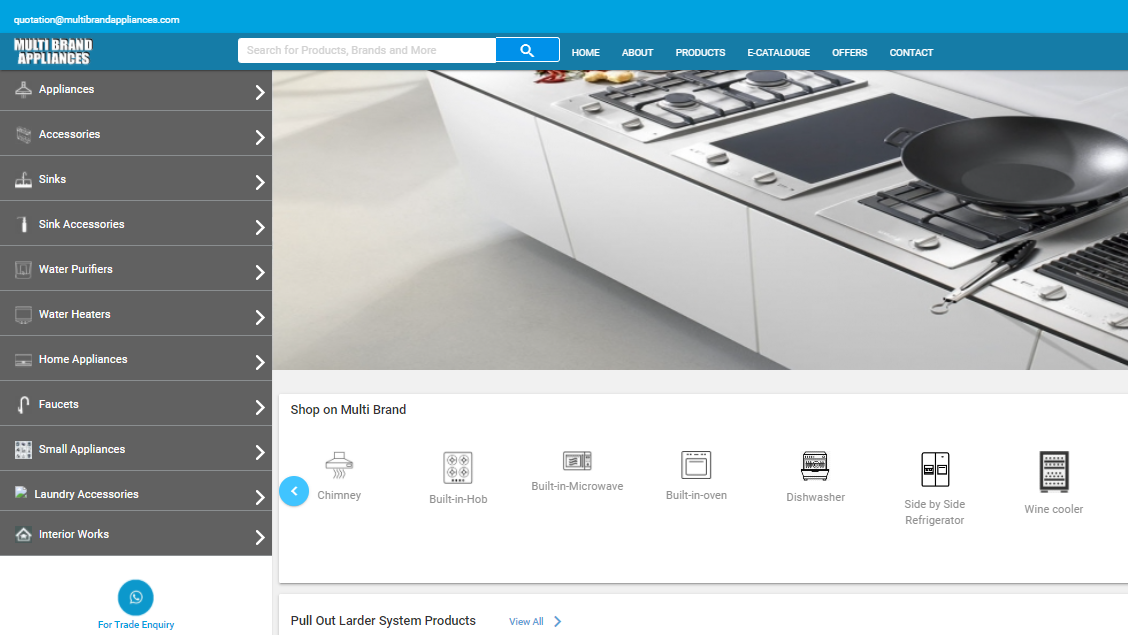 quotation@multibrandappliances.com
MULTI BRAND
APPLIANCES
Search for Products, Brands and More
HOME ABOUT PRODUCTS E-CATALOUGE OFFERS CONTACT
Appliances
Accessories
Sinks
Sink Accessories
Water Purifiers
Water Heaters
Home Appliances
Faucets
Small Appliances
Laundry Accessories
Interior Works
For Trade Enquiry
Shop on Multi Brand
Chimney
Built-in-Hob
Built-in-Microwave
Built-in-oven
Dishwasher
Side by Side
Refrigerator
Wine cooler
Pull Out Larder System Products View All